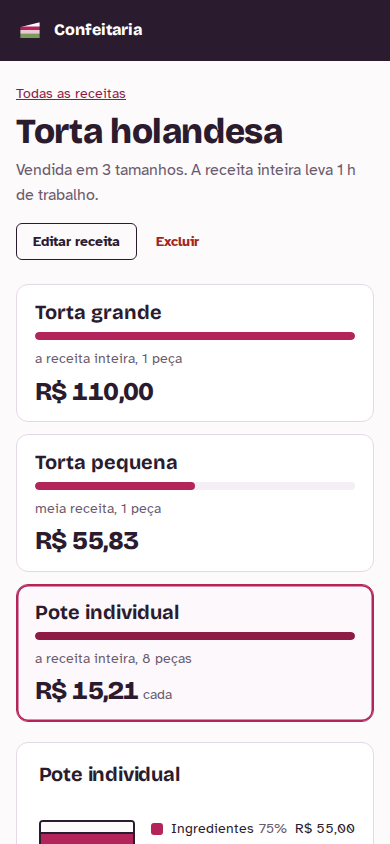 Confeitaria
Todas as receitas
Torta holandesa
Vendida em 3 tamanhos. A receita inteira leva 1 h
de trabalho.
Editar receita
Excluir
Torta grande
a receita inteira, 1 peça
R$ 110,00
Torta pequena
meia receita, 1 peça
R$ 55,83
Pote individual
a receita inteira, 8 peças
R$ 15,21 cada
Pote individual
Ingredientes 75% R$ 55,00